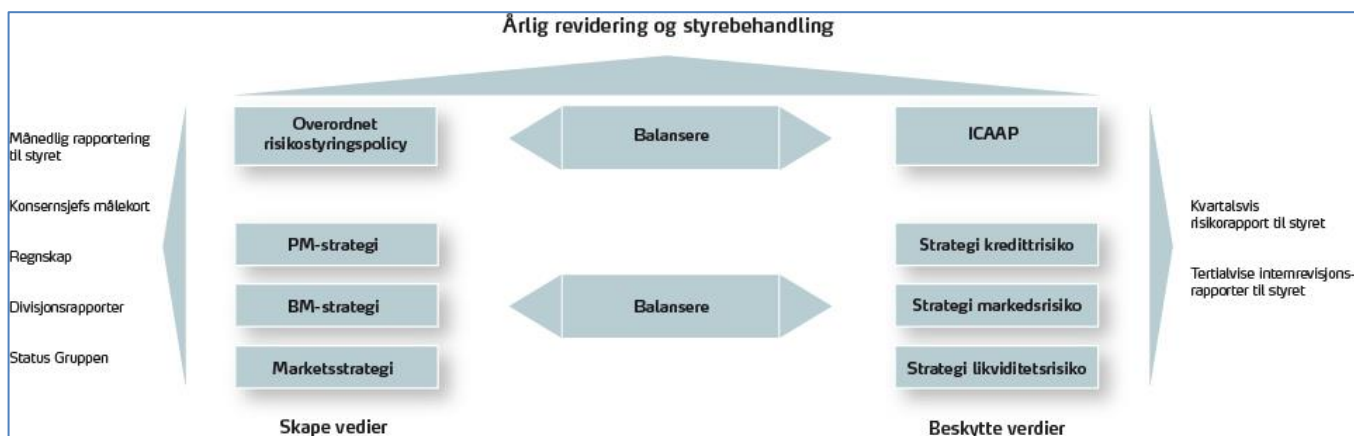 Årlig revidering og styrebehandling
Månedlig rapportering
til styret
Konsernsjefs målekort
Regnskap
Divisjonsrapporter
Status Gruppen
Overordnet
risikostyringspolicy
Balansere
ICAAP
PM-strategi
BM-strategi
Marketsstrategi
Balansere
Strategi kredittrisiko
Strategi markedsrisiko
Strategi likviditetsrisiko
Skape vedier
Beskytte verdier
Kvartalsvis
risikorapport til styret
Tertialvise internrevisjons-
rapporter til styret